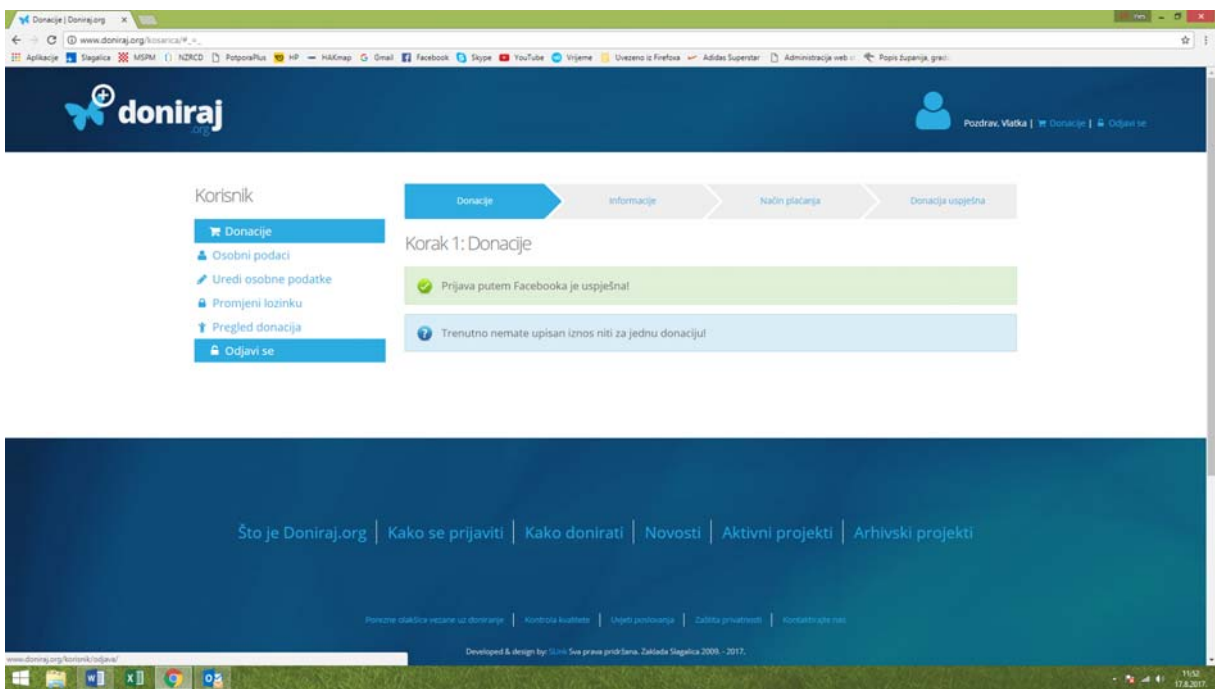 Donacije | Doniraj.org
www.doniraj.org/kosarica/#_=_
Aplikacije Slagalica MSPM NZRCD PotporaPlus HP HAKmap Gmail Facebook Skype YouTube Vrijeme Uvezeno iz Firefoxa Adidas Superstar Administracija web Popis županija, grad
doniraj
.org
Pozdrav, Vlatka | Donacije | Odjavi se
Korisnik
Donacije
Osobni podaci
Uredi osobne podatke
Promjeni lozinku
Pregled donacija
Odjavi se
Donacije Informacije Način plaćanja Donacija uspješna
Korak 1: Donacije
Prijava putem Facebooka je uspješna!
Trenutno nemate upisan iznos niti za jednu donaciju!
Što je Doniraj.org | Kako se prijaviti | Kako donirati | Novosti | Aktivni projekti | Arhivski projekti
Porezne olakšice vezane uz doniranje | Kontrola kvalitete | Uvjeti poslovanja | Zaštita privatnosti | Kontaktirajte nas
Developed & design by: SLink Sva prava pridržana. Zaklada Slagalica 2009. - 2017.
www.doniraj.org/korisnik/odjava/
11:52
17.8.2017.